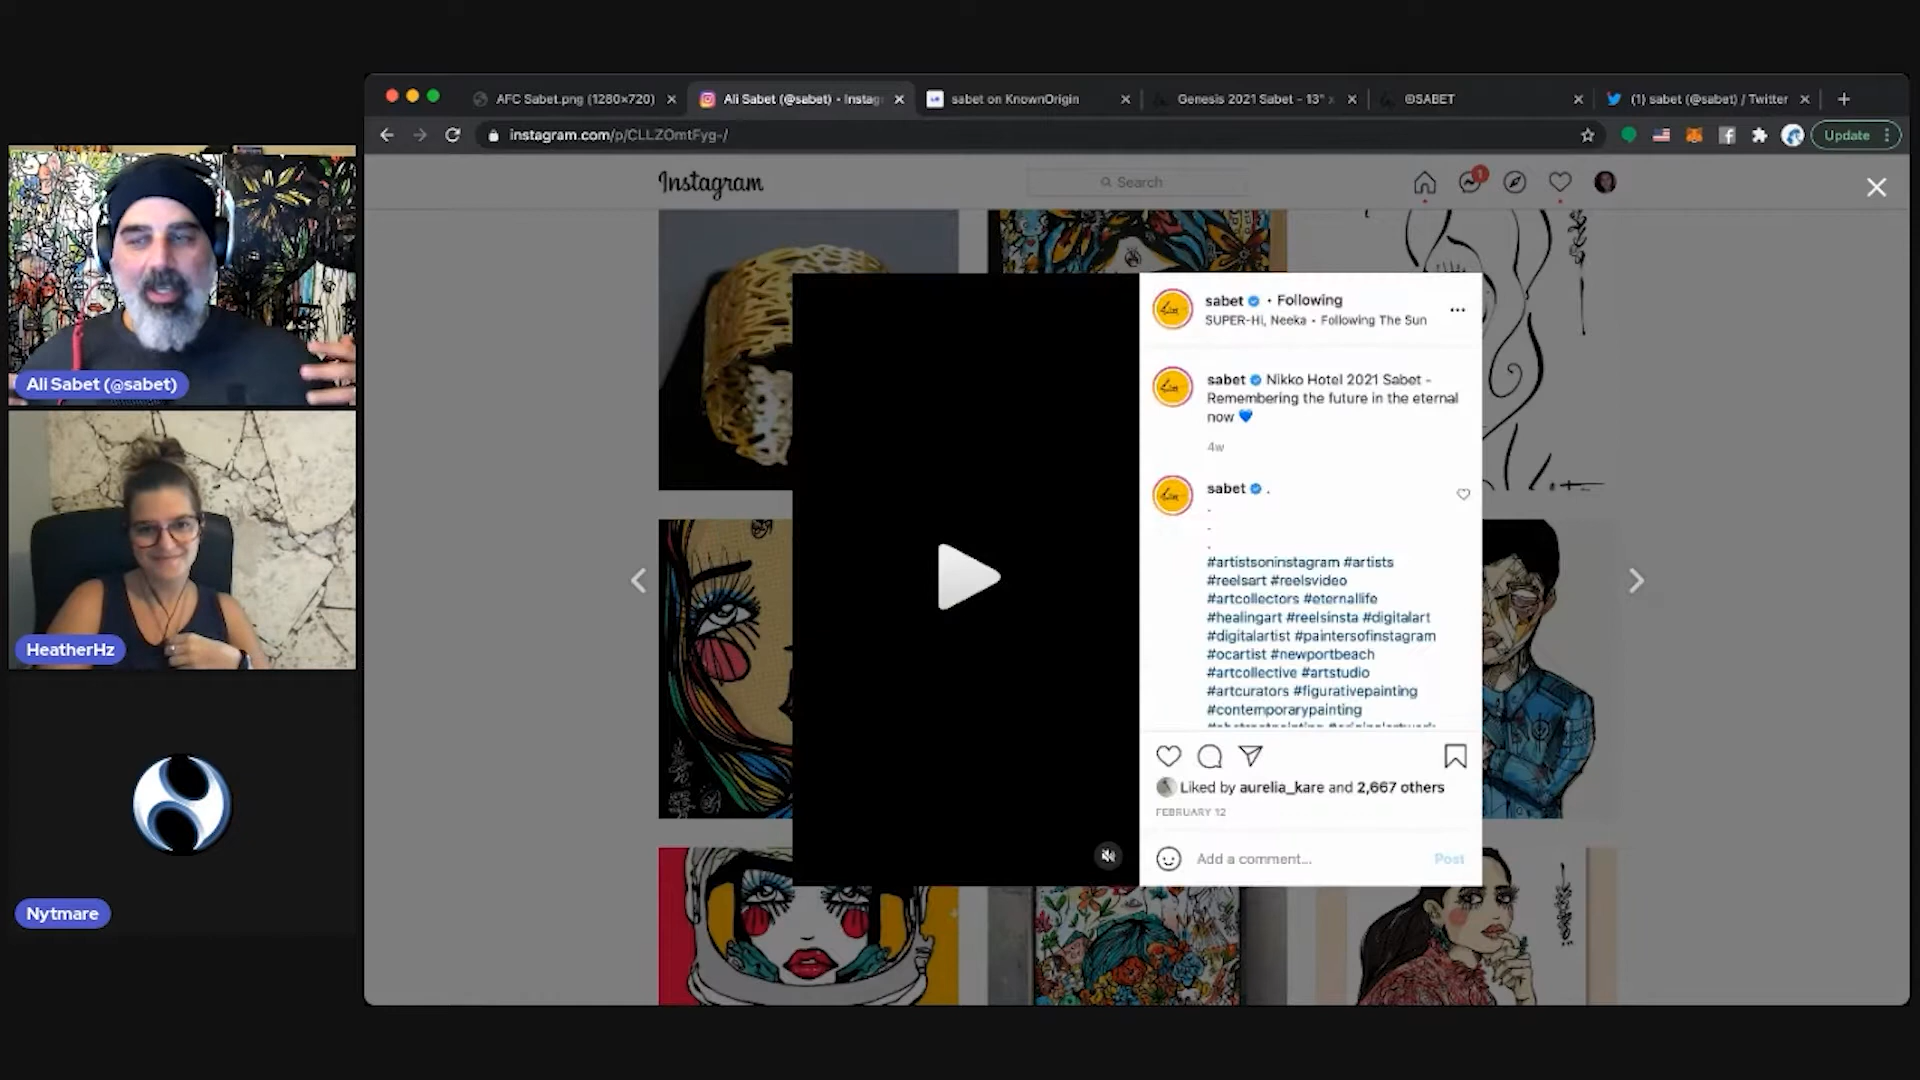 AFC Sabet.png (1280×720)
Ali Sabet (@sabet) • Instag
sabet on KnownOrigin
Genesis 2021 Sabet - 13" x
©SABET
(1) sabet (@sabet) / Twitter
instagram.com/p/CLLZOmtFyg-/
Update
Instagram
Search
1
sabet • Following
SUPER-Hi, Neeka • Following The Sun
sabet Nikko Hotel 2021 Sabet -
Remembering the future in the eternal
now 💙
4w
sabet .
.
.
.
#artistsoninstagram #artists
#reelsart #reelsvideo
#artcollectors #eternallife
#healingart #reelsinsta #digitalart
#digitalartist #paintersofinstagram
#ocartist #newportbeach
#artcollective #artstudio
#artcurators #figurativepainting
#contemporarypainting
Liked by aurelia_kare and 2,667 others
FEBRUARY 12
Add a comment...
Post
Ali Sabet (@sabet)
HeatherHz
Nytmare